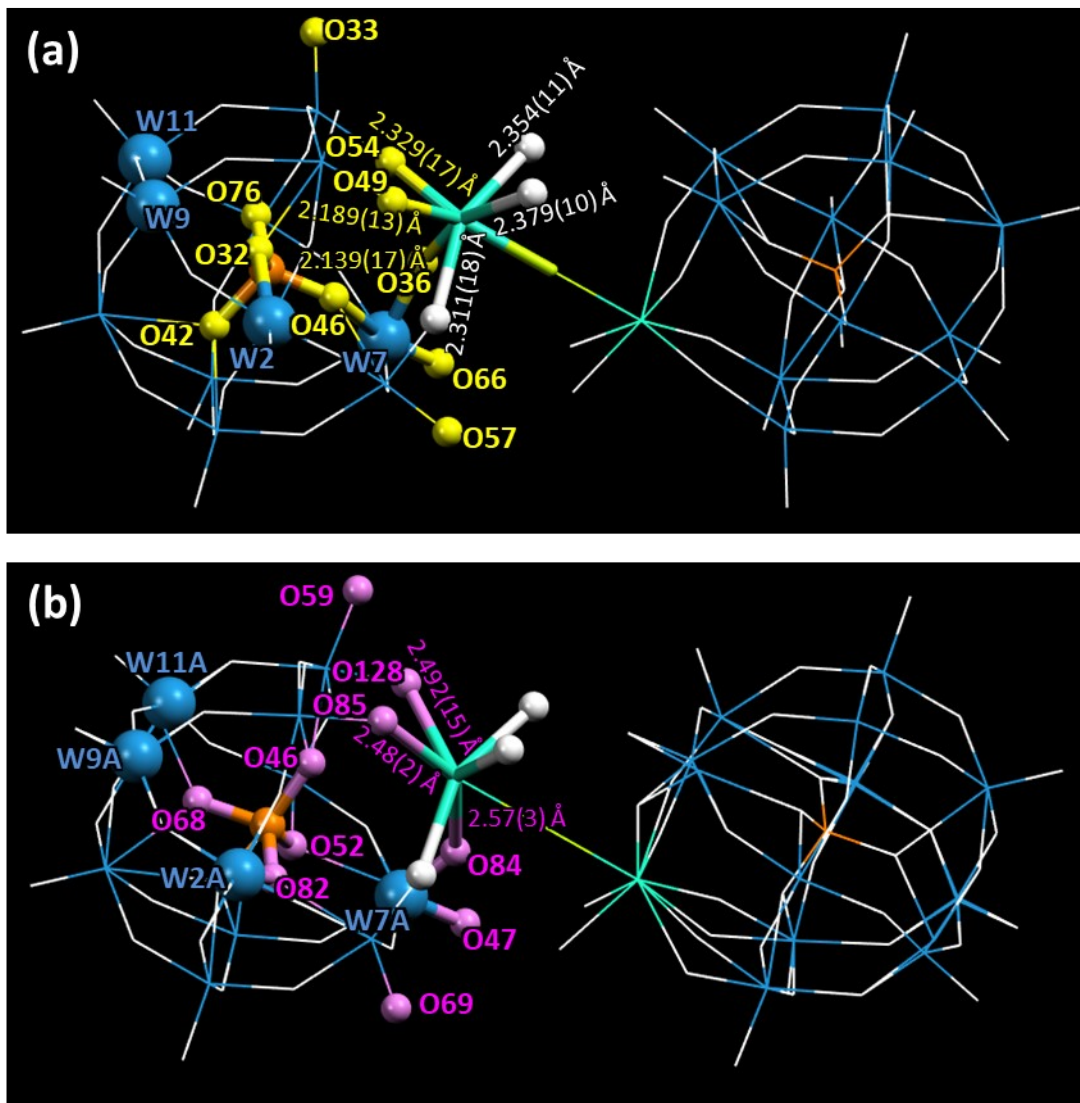 (a)
O33
W11
O54
2.329(17) Å
2.354(11) Å
O76
O49
W9
2.189(13) Å
2.379(10) Å
O32
2.139(17) Å
O36
2.311(18) Å
O42
O46
W2
W7
O66
O57
(b)
O59
W11A
O128
2.492(15) Å
O85
W9A
O46
2.48(2) Å
O68
2.57(3) Å
O52
O84
W2A
O82
W7A
O47
O69